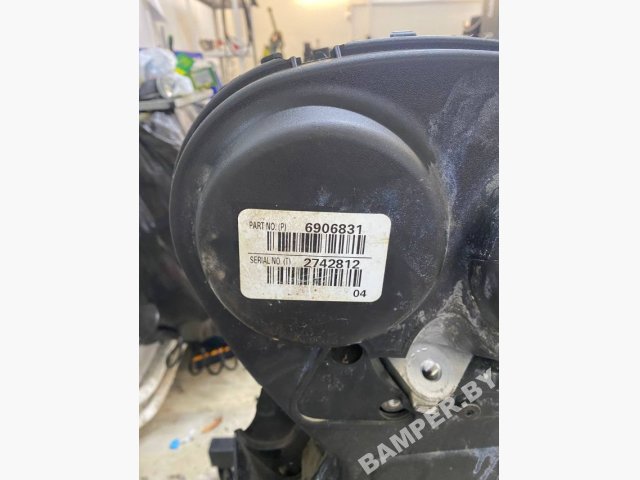 PART NO. (P) 6906831
SERIAL NO. (T) 2742812
04
BAMPER.BY